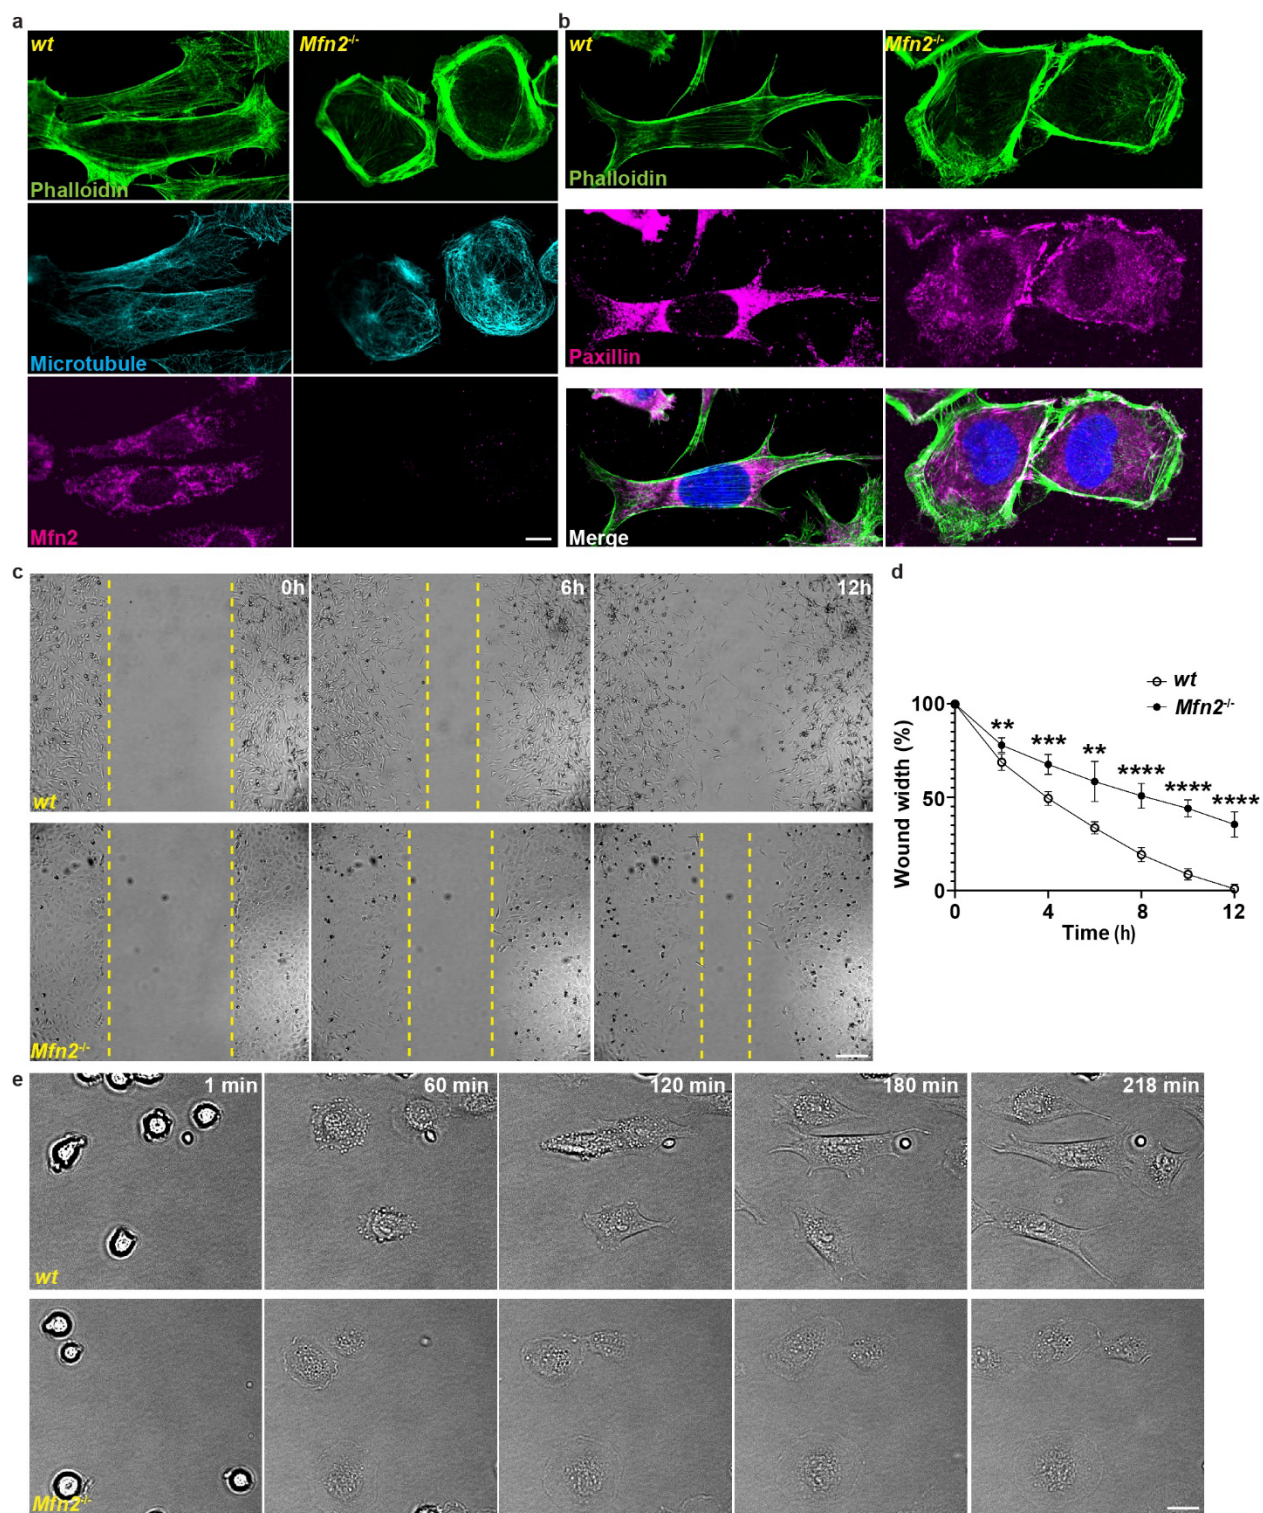 a
b
wt
Mfn2-/-
wt
Mfn2-/-
Phalloidin
Phalloidin
Microtubule
Paxillin
Mfn2
Merge
c
d
0h
6h
12h
wt
Mfn2-/-
wt
Mfn2-/-
100
50
0
Wound width (%)
** *** ** **** **** ****
0 4 8 12
Time (h)
e
1 min
60 min
120 min
180 min
218 min
wt
Mfn2-/-